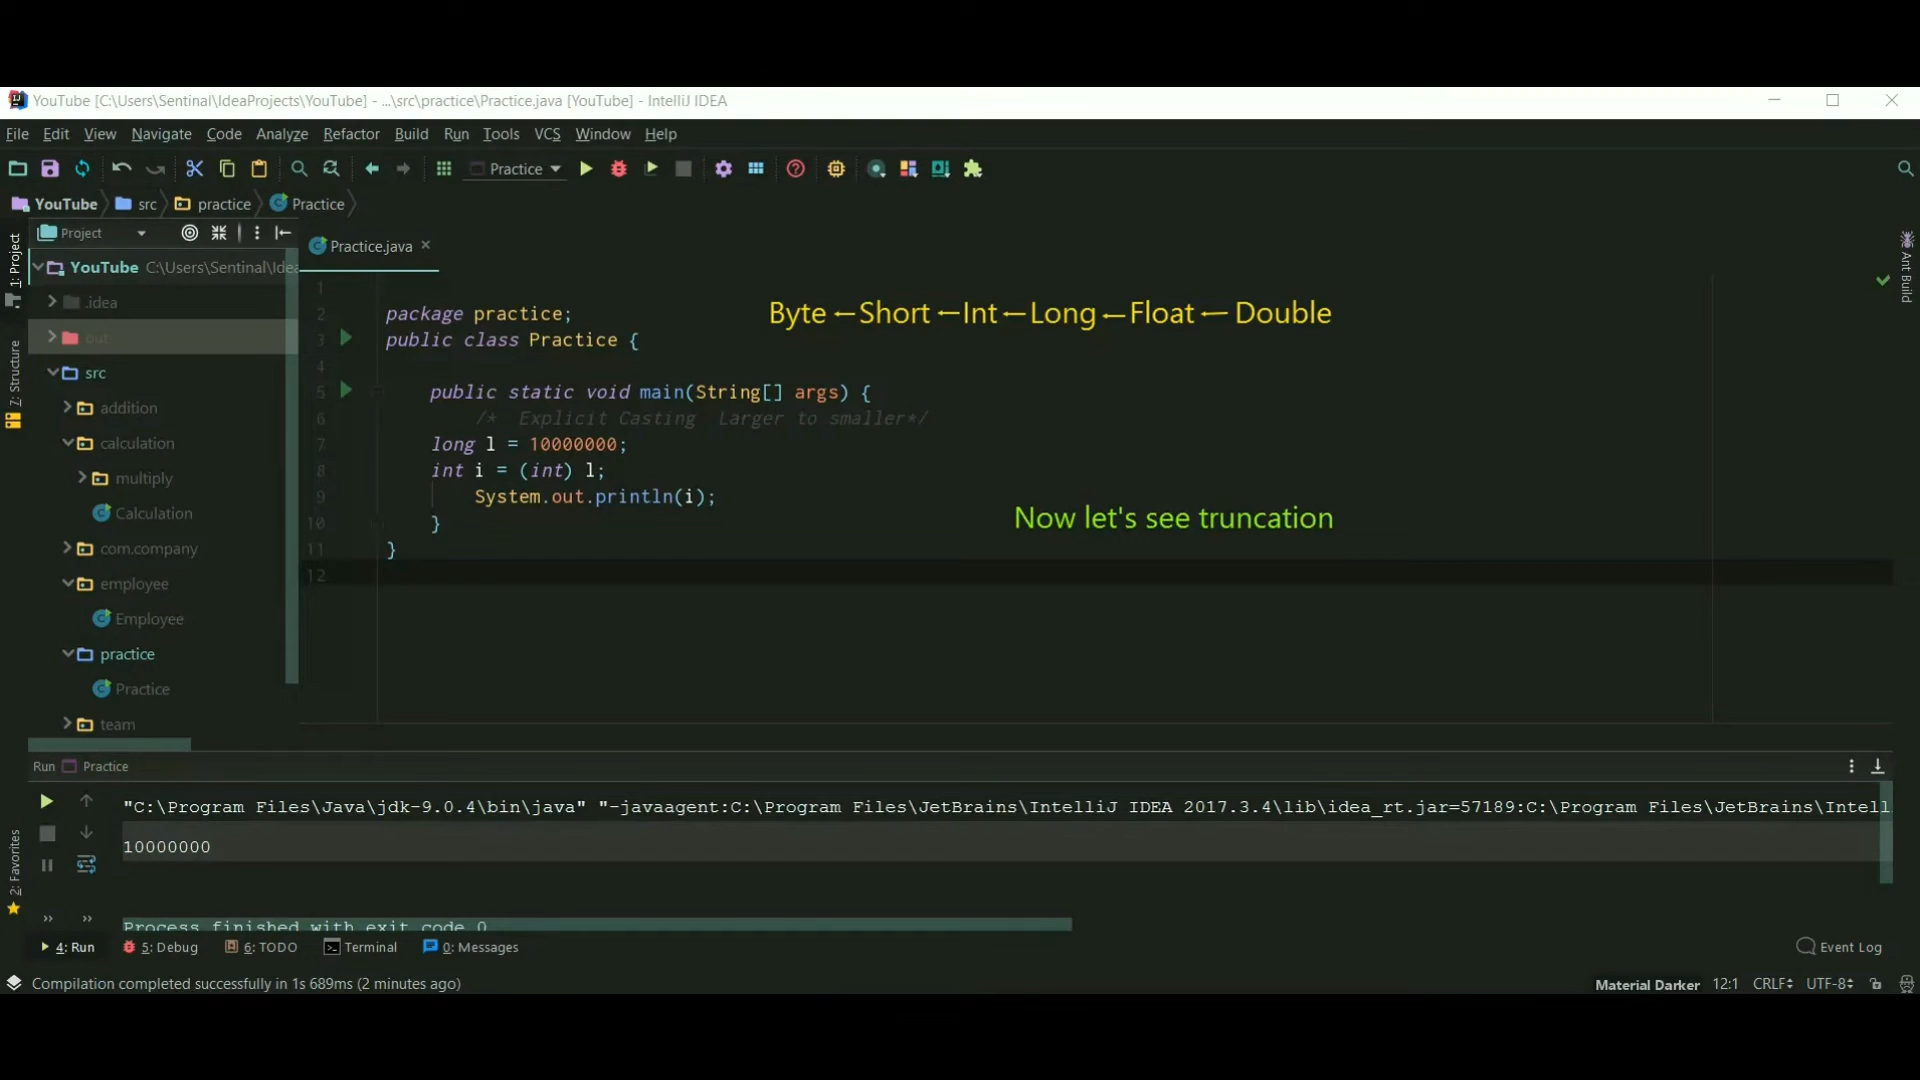 YouTube [C:\Users\Sentinal\IdeaProjects\YouTube] - ...\src\practice\Practice.java [YouTube] - IntelliJ IDEA
File Edit View Navigate Code Analyze Refactor Build Run Tools VCS Window Help
Practice
YouTube src practice Practice
Project
Practice.java
1: Project
7: Structure
2: Favorites
Ant Build
YouTube C:\Users\Sentinal\Idea
.idea
out
src
addition
calculation
multiply
Calculation
com.company
employee
Employee
practice
Practice
team
1
2 package practice;
3 public class Practice {
4
5 public static void main(String[] args) {
6 /* Explicit Casting Larger to smaller*/
7 long l = 10000000;
8 int i = (int) l;
9 System.out.println(i);
10 }
11 }
12
Byte ←Short ←Int ←Long ←Float ← Double
Now let's see truncation
Run Practice
"C:\Program Files\Java\jdk-9.0.4\bin\java" "-javaagent:C:\Program Files\JetBrains\IntelliJ IDEA 2017.3.4\lib\idea_rt.jar=57189:C:\Program Files\JetBrains\Intell
10000000
Process finished with exit code 0
4: Run 5: Debug 6: TODO Terminal 0: Messages Event Log
Compilation completed successfully in 1s 689ms (2 minutes ago) Material Darker 12:1 CRLF UTF-8